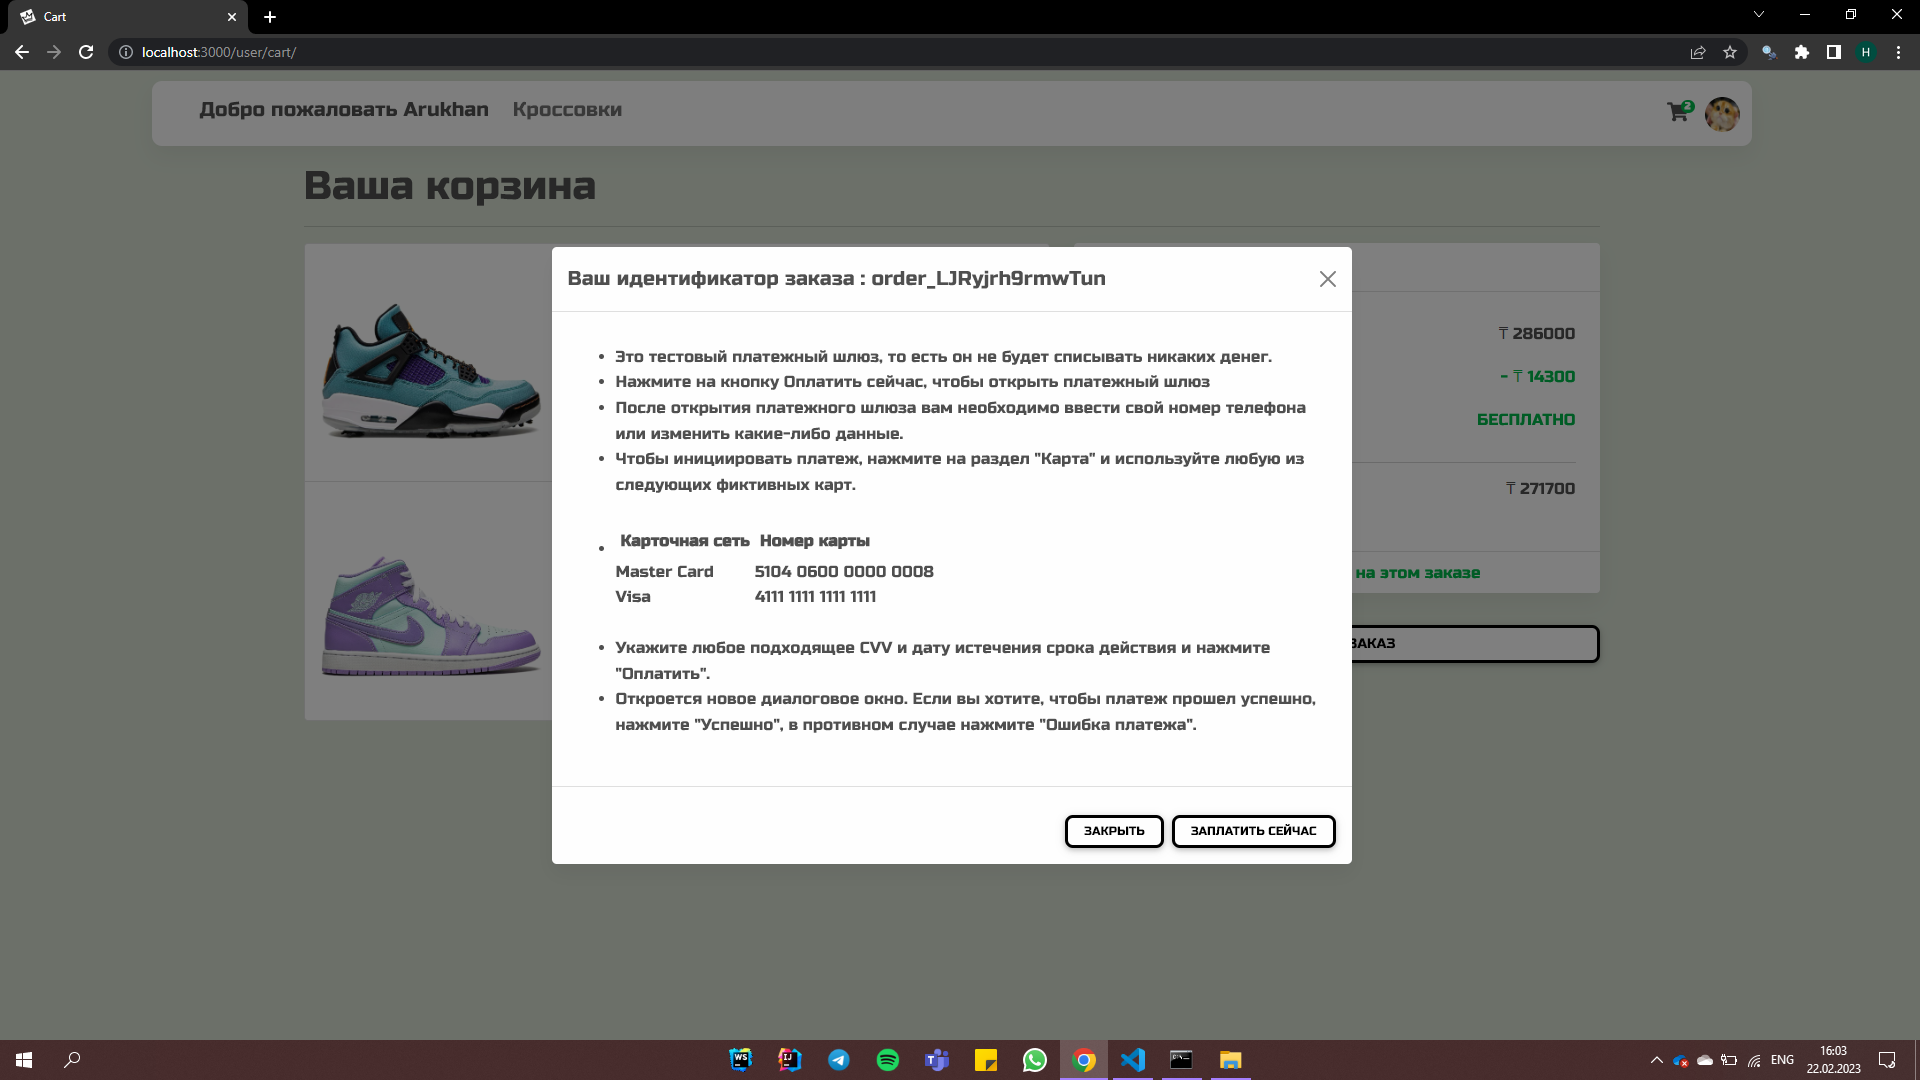 Cart
localhost:3000/user/cart/
H
Добро пожаловать Arukhan
Кроссовки
2
Ваша корзина
Ваш идентификатор заказа : order_LJRyjrh9rmwTun
• Это тестовый платежный шлюз, то есть он не будет списывать никаких денег.
• Нажмите на кнопку Оплатить сейчас, чтобы открыть платежный шлюз
• После открытия платежного шлюза вам необходимо ввести свой номер телефона
или изменить какие-либо данные.
• Чтобы инициировать платеж, нажмите на раздел "Карта" и используйте любую из
следующих фиктивных карт.
• Карточная сеть Номер карты
Master Card 5104 0600 0000 0008
Visa 4111 1111 1111 1111
• Укажите любое подходящее CVV и дату истечения срока действия и нажмите
"Оплатить".
• Откроется новое диалоговое окно. Если вы хотите, чтобы платеж прошел успешно,
нажмите "Успешно", в противном случае нажмите "Ошибка платежа".
ЗАКРЫТЬ
ЗАПЛАТИТЬ СЕЙЧАС
₸ 286000
- ₸ 14300
БЕСПЛАТНО
₸ 271700
на этом заказе
ЗАКАЗ
WS
IJ
ENG
16:03
22.02.2023